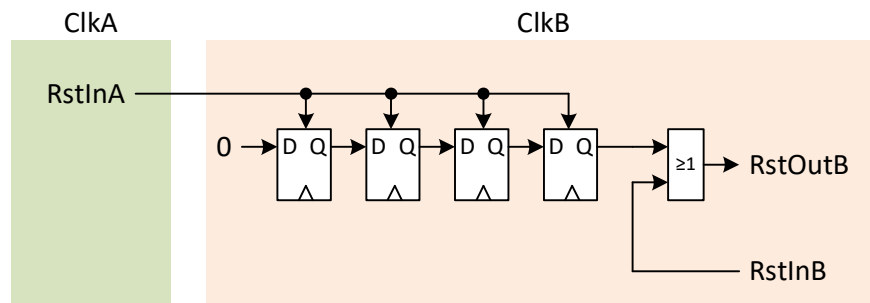 ClkA
ClkB
RstInA
0
D Q
D Q
D Q
D Q
≥1
RstOutB
RstInB